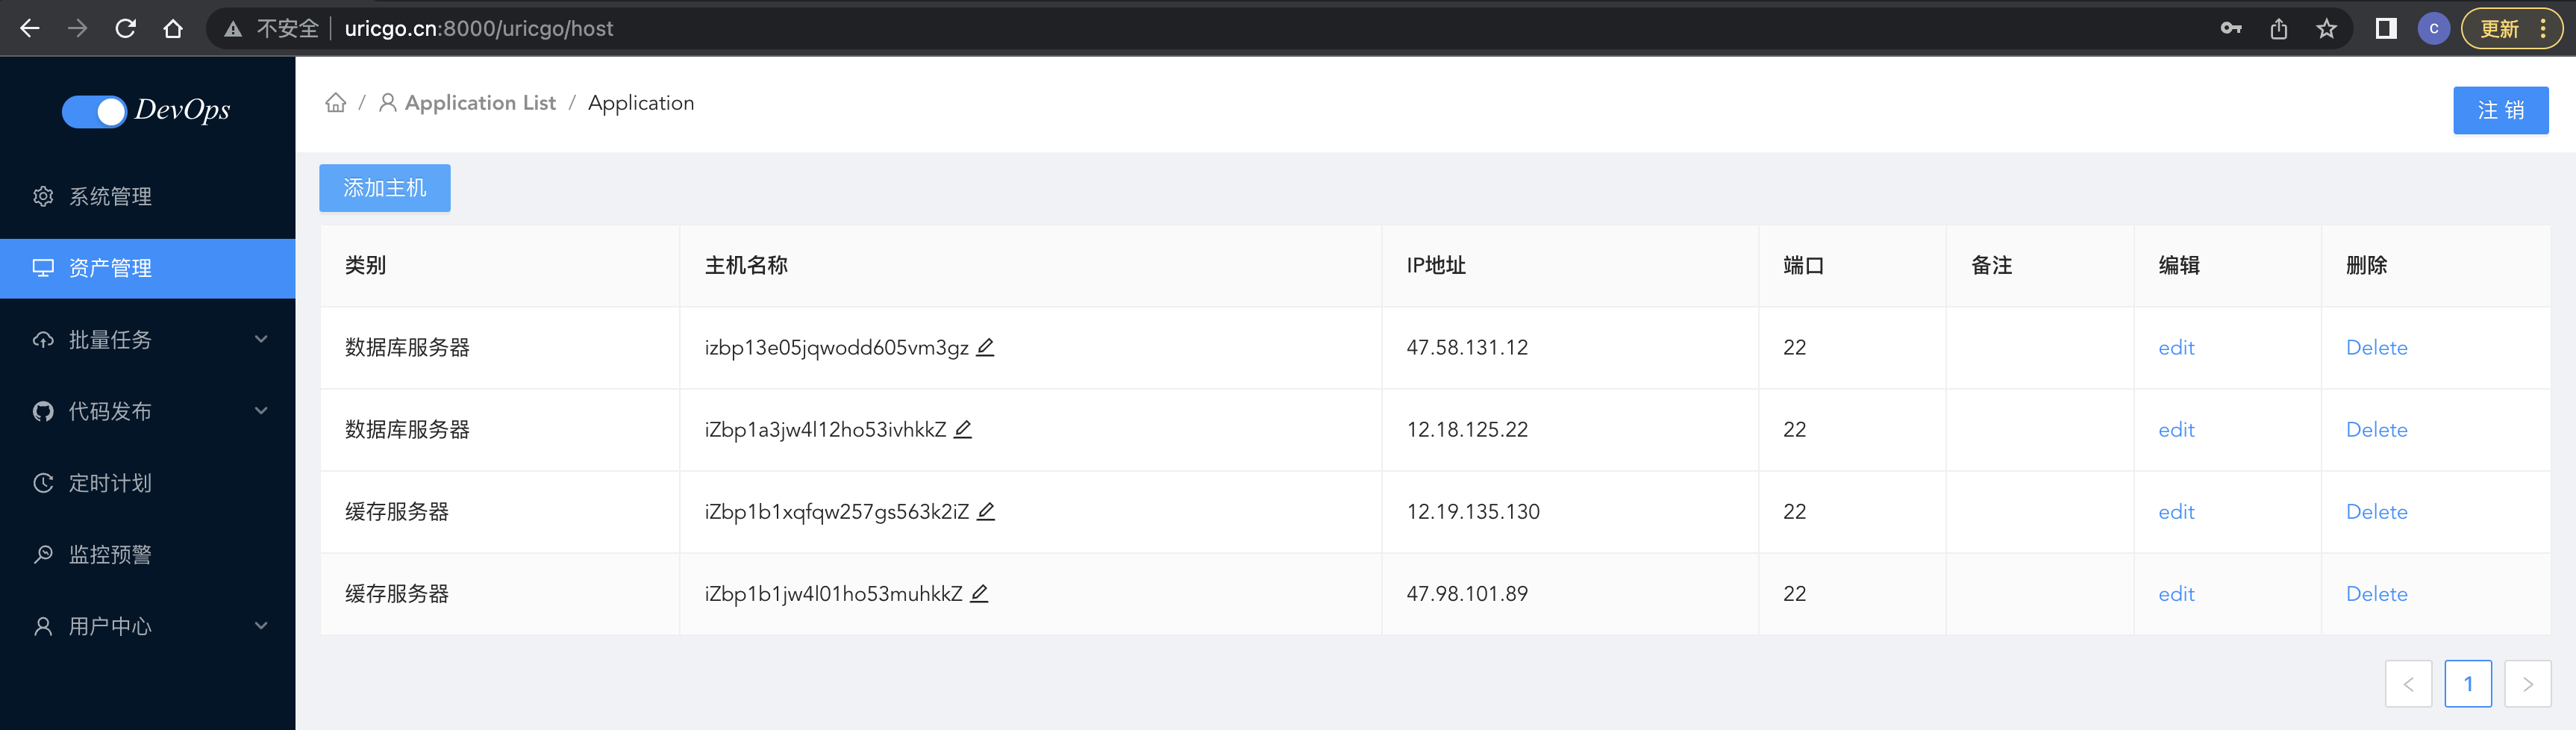 不安全 uricgo.cn:8000/uricgo/host C 更新
DevOps
系统管理
资产管理
批量任务
代码发布
定时计划
监控预警
用户中心
/ Application List / Application
注 销
添加主机
类别 主机名称 IP地址 端口 备注 编辑 删除
数据库服务器 izbp13e05jqwodd605vm3gz 47.58.131.12 22 edit Delete
数据库服务器 iZbp1a3jw4l12ho53ivhkkZ 12.18.125.22 22 edit Delete
缓存服务器 iZbp1b1xqfqw257gs563k2iZ 12.19.135.130 22 edit Delete
缓存服务器 iZbp1b1jw4l01ho53muhkkZ 47.98.101.89 22 edit Delete
< 1 >